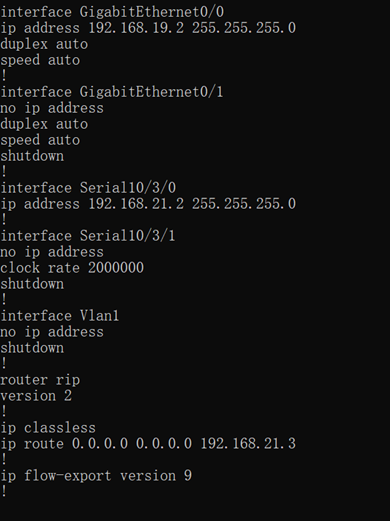 interface GigabitEthernet0/0
ip address 192.168.19.2 255.255.255.0
duplex auto
speed auto
!
interface GigabitEthernet0/1
no ip address
duplex auto
speed auto
shutdown
!
interface Serial10/3/0
ip address 192.168.21.2 255.255.255.0
!
interface Serial10/3/1
no ip address
clock rate 2000000
shutdown
!
interface Vlan1
no ip address
shutdown
!
router rip
version 2
!
ip classless
ip route 0.0.0.0 0.0.0.0 192.168.21.3
!
ip flow-export version 9
!